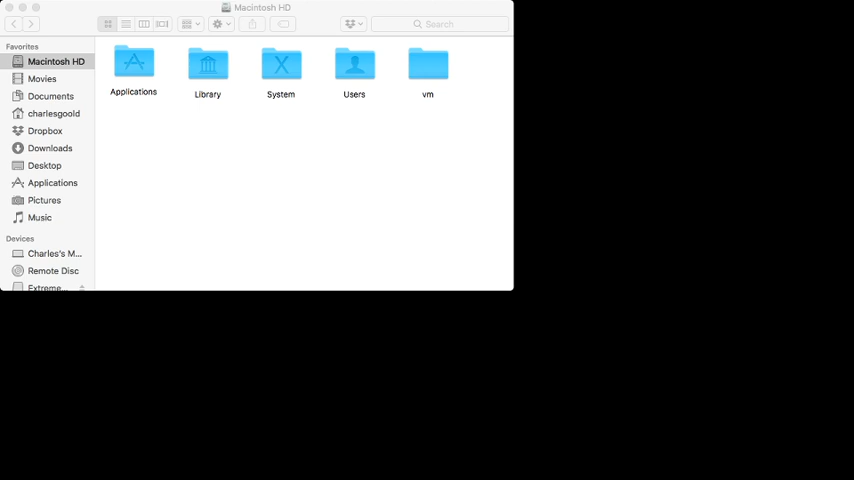 Macintosh HD
Search
Favorites
Macintosh HD
Movies
Documents
charlesgoold
Dropbox
Downloads
Desktop
Applications
Pictures
Music
Devices
Charle's M...
Remote Disc
Extreme...
Applications
Library
System
Users
vm